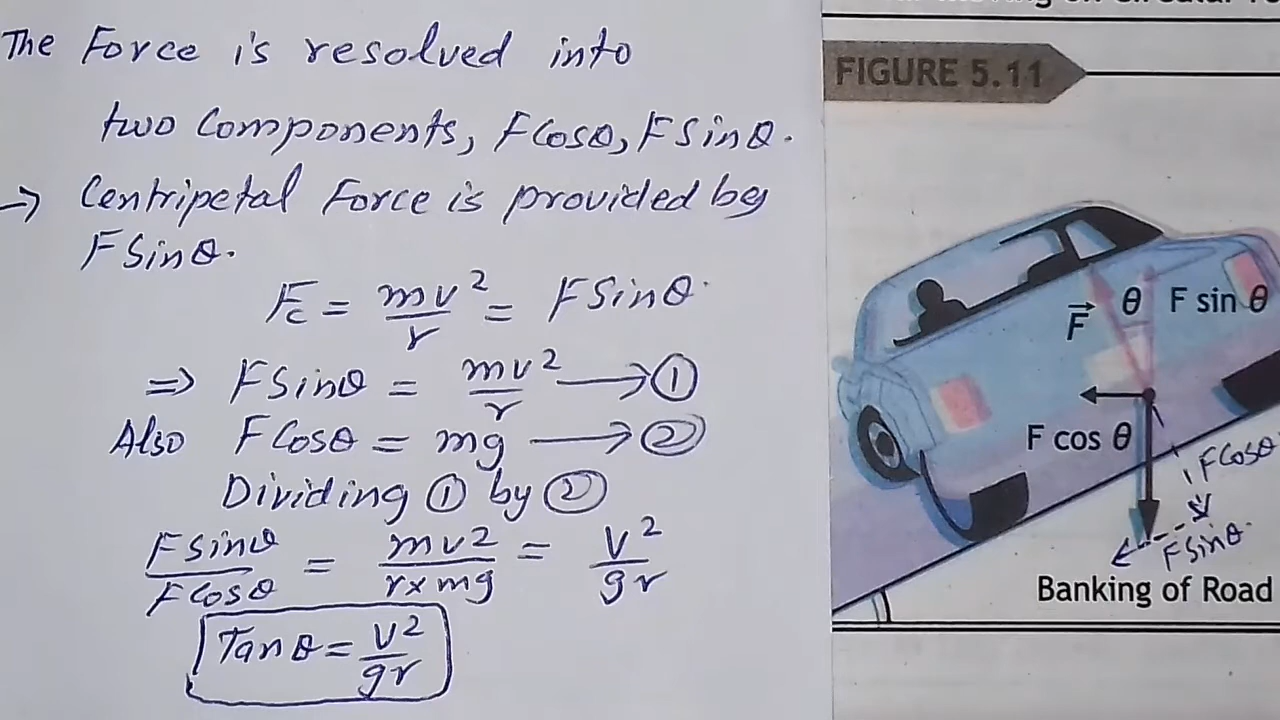 The Force is resolved into
two Components, FCosθ, FSinθ.
→ Centripetal Force is provided by
FSinθ.
Fc = mv²/r = FSinθ.
⇒ FSinθ = mv²/r → ①
Also FCosθ = mg → ②
Dividing ① by ②
Fsinθ/FCosθ = mv2/r×mg = V²/gr
Tanθ = V²/gr
FIGURE 5.11
F⃗ θ F sin θ
F cos θ
FCosθ
FSinθ.
Banking of Road